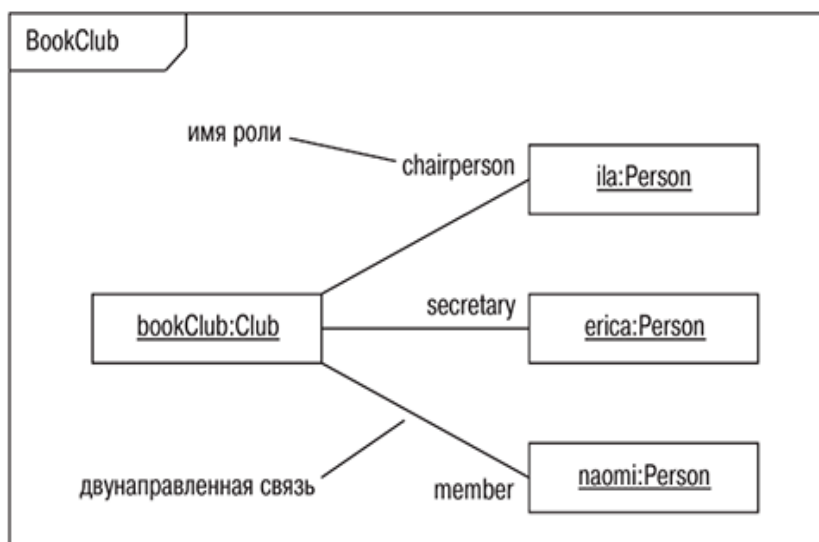 BookClub
имя роли
chairperson
ila:Person
secretary
bookClub:Club
erica:Person
двунаправленная связь
member
naomi:Person